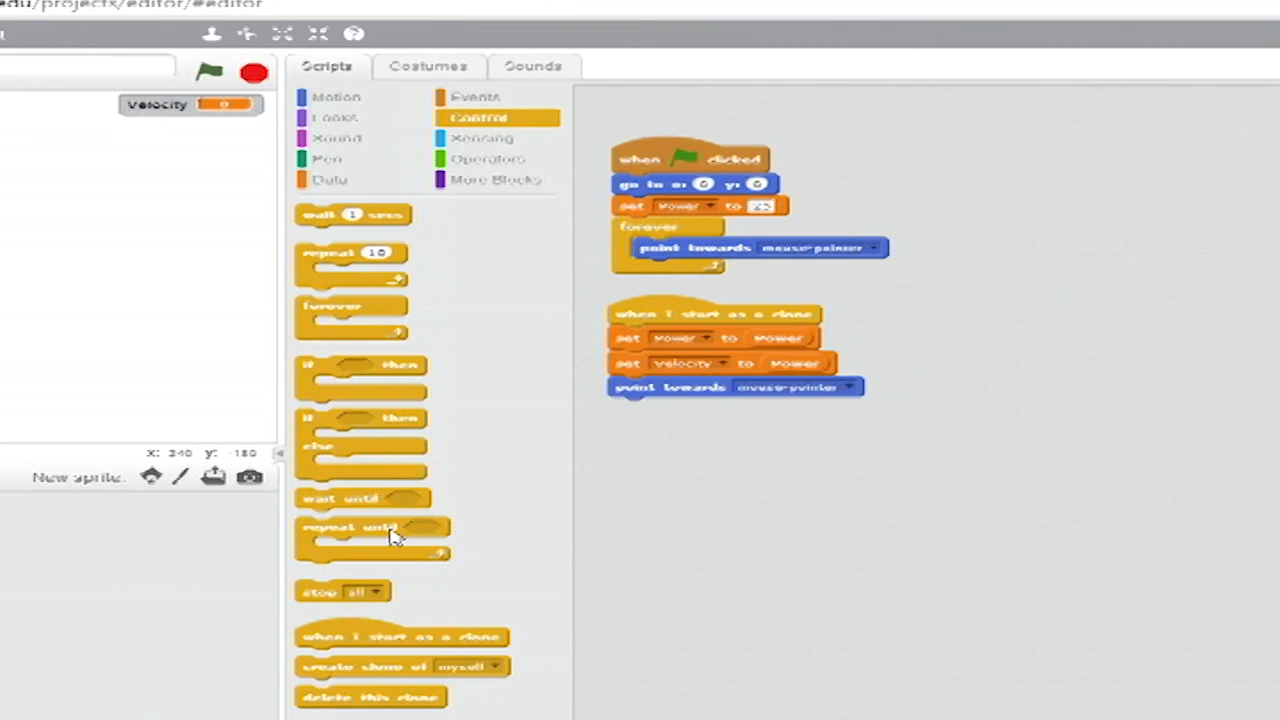 edu/projects/editor/#editor
Scripts
Costumes
Sounds
Velocity
Motion
Events
Looks
Control
Sound
Sensing
Pen
Operators
Data
More Blocks
wait 1 secs
repeat 10
forever
if then
if then
else
wait until
repeat until
stop all
when I start as a clone
create clone of myself
delete this clone
when clicked
go to x: 0 y: 0
set Power to
forever
point towards mouse-pointer
when I start as a clone
set Power to Power
set Velocity to Power
point towards mouse-pointer
x: 240 y: -180
New sprite: